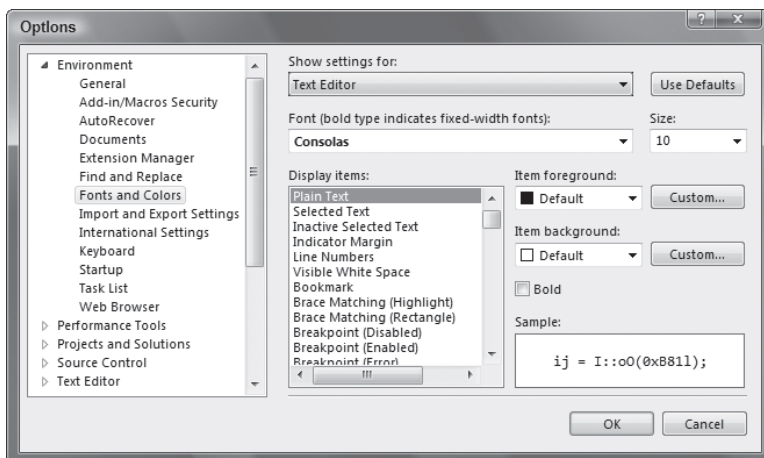 Options
Environment
General
Add-in/Macros Security
AutoRecover
Documents
Extension Manager
Find and Replace
Fonts and Colors
Import and Export Settings
International Settings
Keyboard
Startup
Task List
Web Browser
Performance Tools
Projects and Solutions
Source Control
Text Editor
Show settings for:
Text Editor
Use Defaults
Font (bold type indicates fixed-width fonts):
Size:
Consolas
10
Display items:
Plain Text
Selected Text
Inactive Selected Text
Indicator Margin
Line Numbers
Visible White Space
Bookmark
Brace Matching (Highlight)
Brace Matching (Rectangle)
Breakpoint (Disabled)
Breakpoint (Enabled)
Breakpoint (Error)
Item foreground:
Default
Custom...
Item background:
Default
Custom...
Bold
Sample:
ij = I::oO(0xB81l);
OK
Cancel